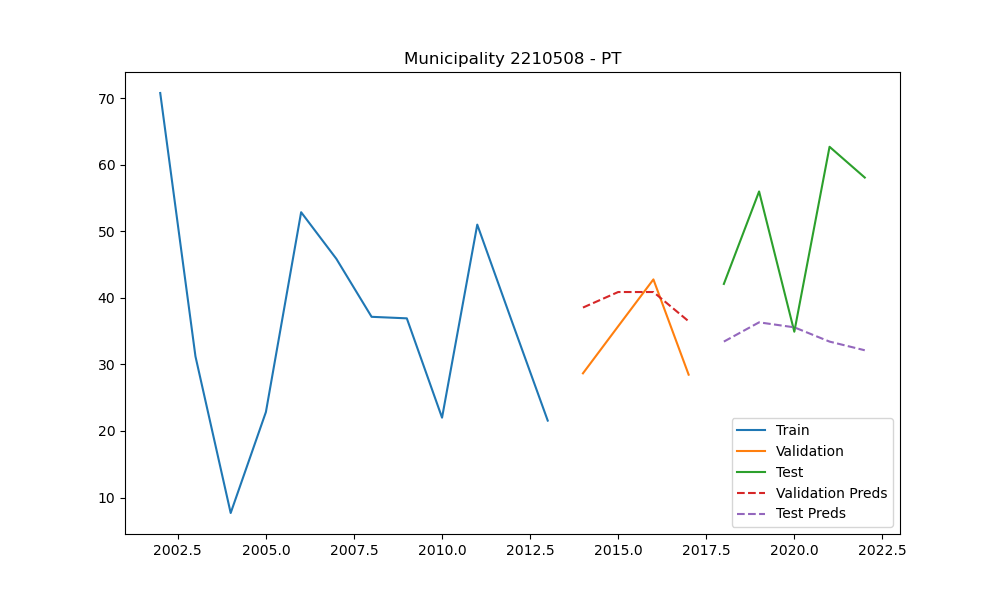 Municipality 2210508 - PT
70
60
50
40
30
20
10
2002.5 2005.0 2007.5 2010.0 2012.5 2015.0 2017.5 2020.0 2022.5
Train
Validation
Test
Validation Preds
Test Preds